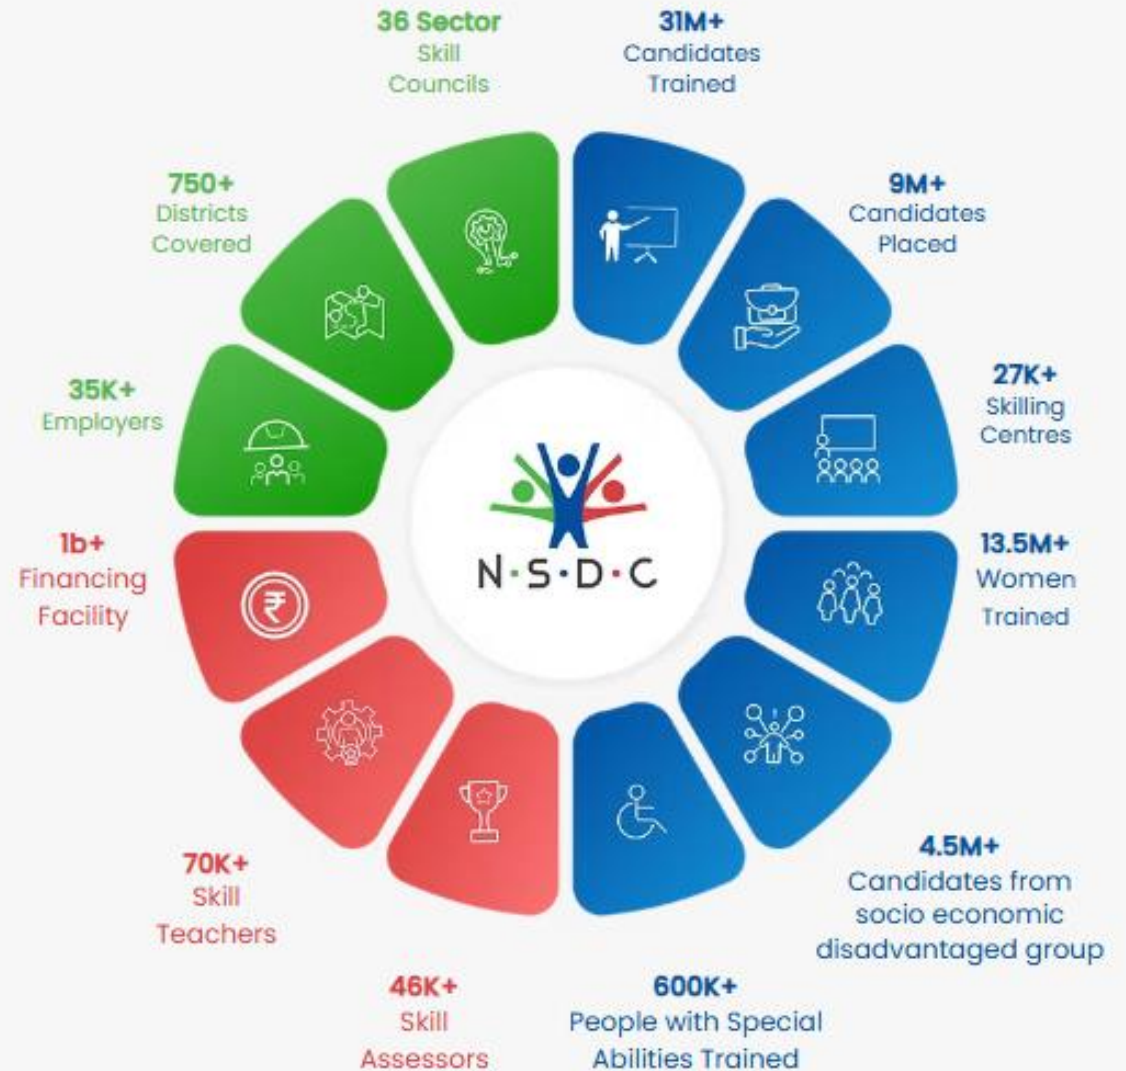 36 Sector
Skill
Councils
31M+
Candidates
Trained
9M+
Candidates
Placed
27K+
Skilling
Centres
13.5M+
Women
Trained
4.5M+
Candidates from
socio economic
disadvantaged group
600K+
People with Special
Abilities Trained
46K+
Skill
Assessors
70K+
Skill
Teachers
1b+
Financing
Facility
35K+
Employers
750+
Districts
Covered
₹
N·S·D·C